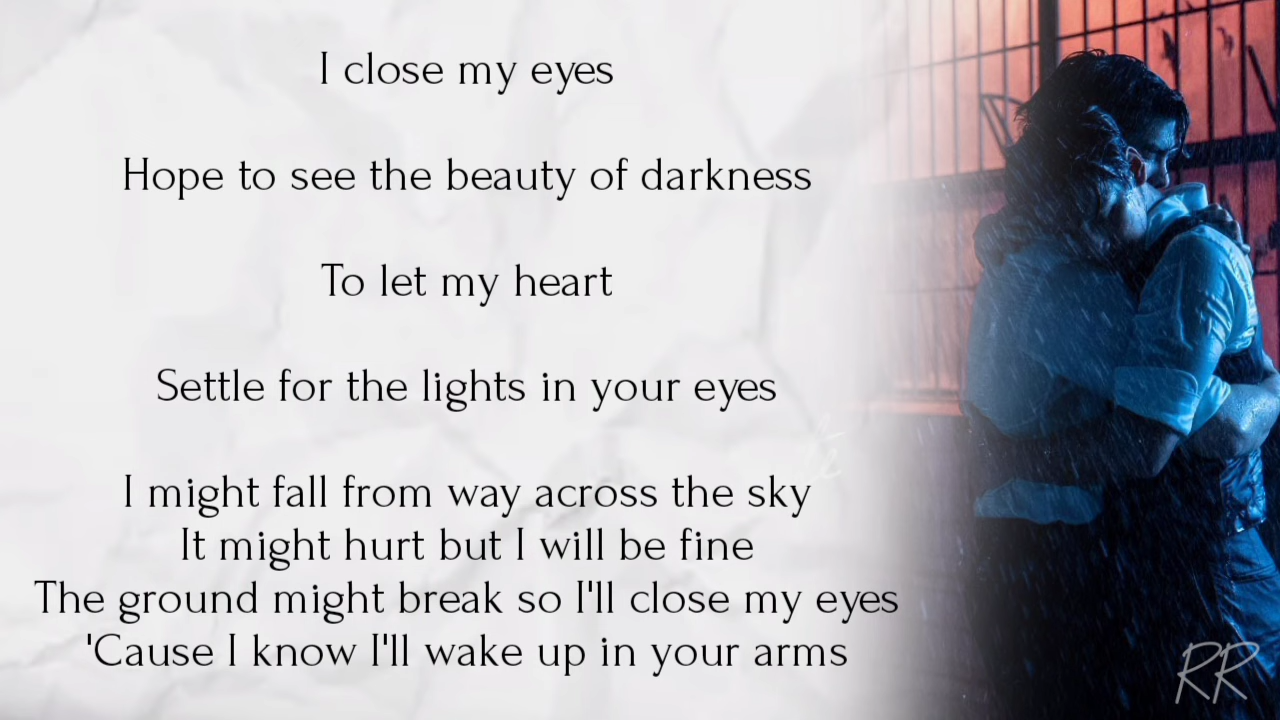 I close my eyes
Hope to see the beauty of darkness
To let my heart
Settle for the lights in your eyes
I might fall from way across the sky
It might hurt but I will be fine
The ground might break so I'll close my eyes
'Cause I know I'll wake up in your arms
RR